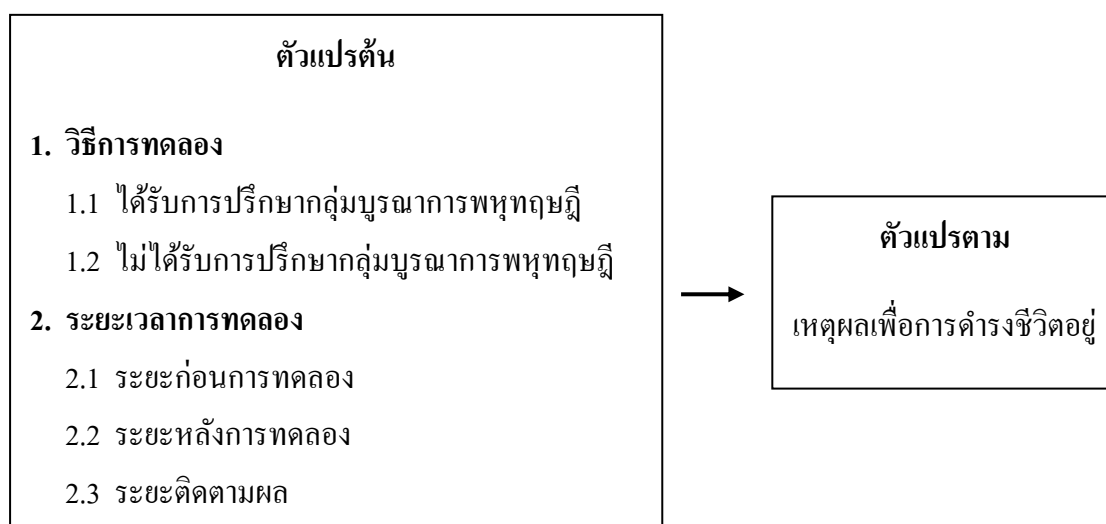 ตัวแปรต้น
1. วิธีการทดลอง
1.1 ได้รับการปรึกษากลุ่มบูรณาการพหุทฤษฎี
1.2 ไม่ได้รับการปรึกษากลุ่มบูรณาการพหุทฤษฎี
2. ระยะเวลาการทดลอง
2.1 ระยะก่อนการทดลอง
2.2 ระยะหลังการทดลอง
2.3 ระยะติดตามผล
ตัวแปรตาม
เหตุผลเพื่อการดำรงชีวิตอยู่